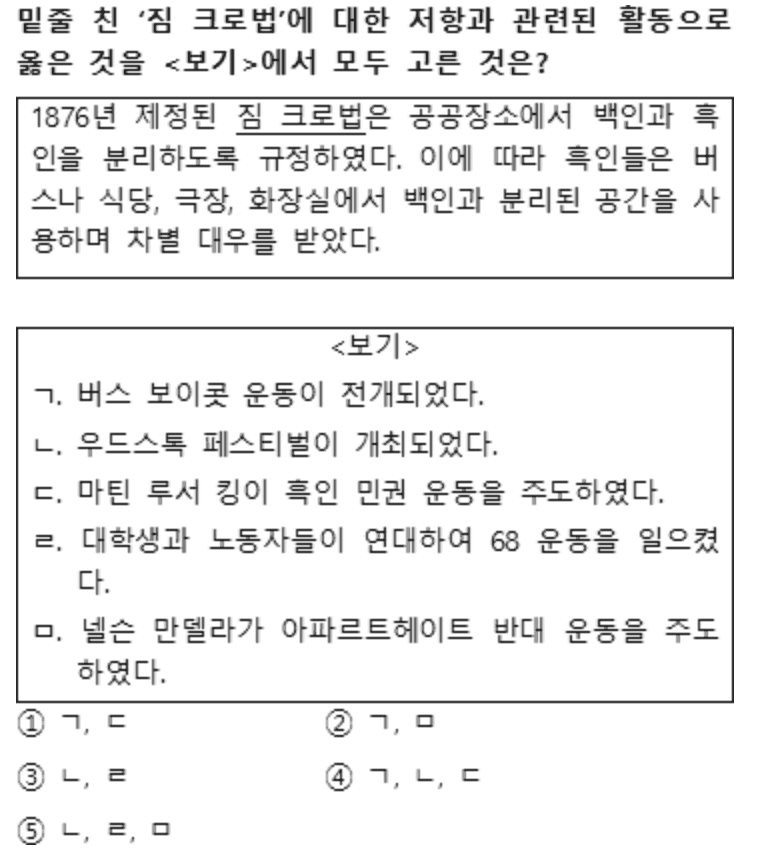 밑줄 친 ‘짐 크로법’에 대한 저항과 관련된 활동으로
옳은 것을 <보기>에서 모두 고른 것은?
1876년 제정된 짐 크로법은 공공장소에서 백인과 흑
인을 분리하도록 규정하였다. 이에 따라 흑인들은 버
스나 식당, 극장, 화장실에서 백인과 분리된 공간을 사
용하며 차별 대우를 받았다.
<보기>
ㄱ. 버스 보이콧 운동이 전개되었다.
ㄴ. 우드스톡 페스티벌이 개최되었다.
ㄷ. 마틴 루서 킹이 흑인 민권 운동을 주도하였다.
ㄹ. 대학생과 노동자들이 연대하여 68 운동을 일으켰
다.
ㅁ. 넬슨 만델라가 아파르트헤이트 반대 운동을 주도
하였다.
① ㄱ, ㄷ ② ㄱ, ㅁ
③ ㄴ, ㄹ ④ ㄱ, ㄴ, ㄷ
⑤ ㄴ, ㄹ, ㅁ